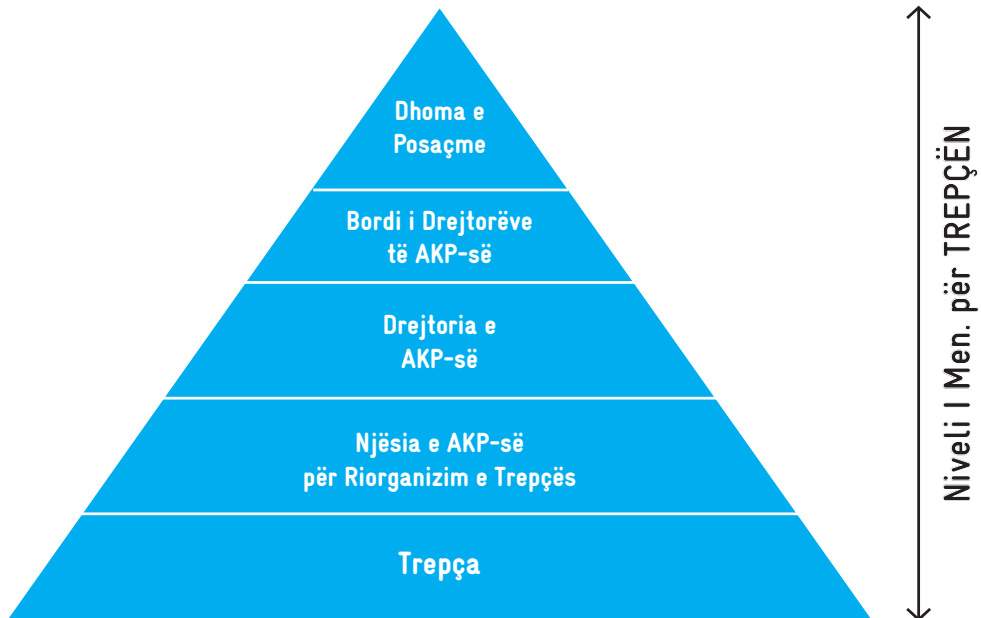 Dhoma e
Posaçme
Bordi i Drejtorëve
të AKP-së
Drejtoria e
AKP-së
Njësia e AKP-së
për Riorganizim e Trepçës
Trepça
Niveli I Men. për TREPÇËN